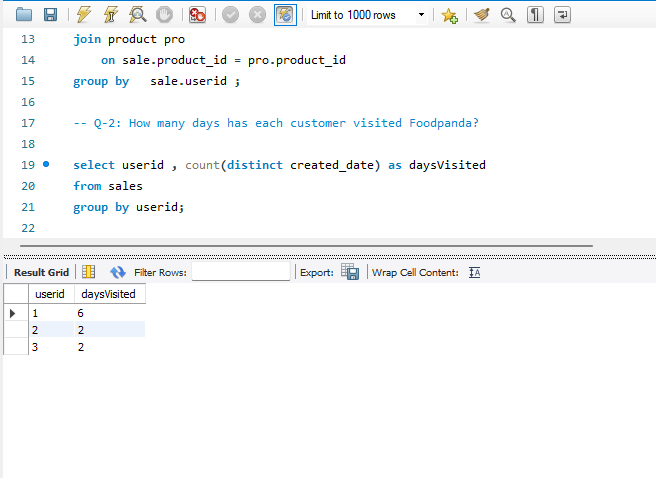 Limit to 1000 rows
13 join product pro
14 on sale.product_id = pro.product_id
15 group by sale.userid ;
16
17 -- Q-2: How many days has each customer visited Foodpanda?
18
19 select userid , count(distinct created_date) as daysVisited
20 from sales
21 group by userid;
22
Result Grid Filter Rows: Export: Wrap Cell Content:
userid daysVisited
1 6
2 2
3 2